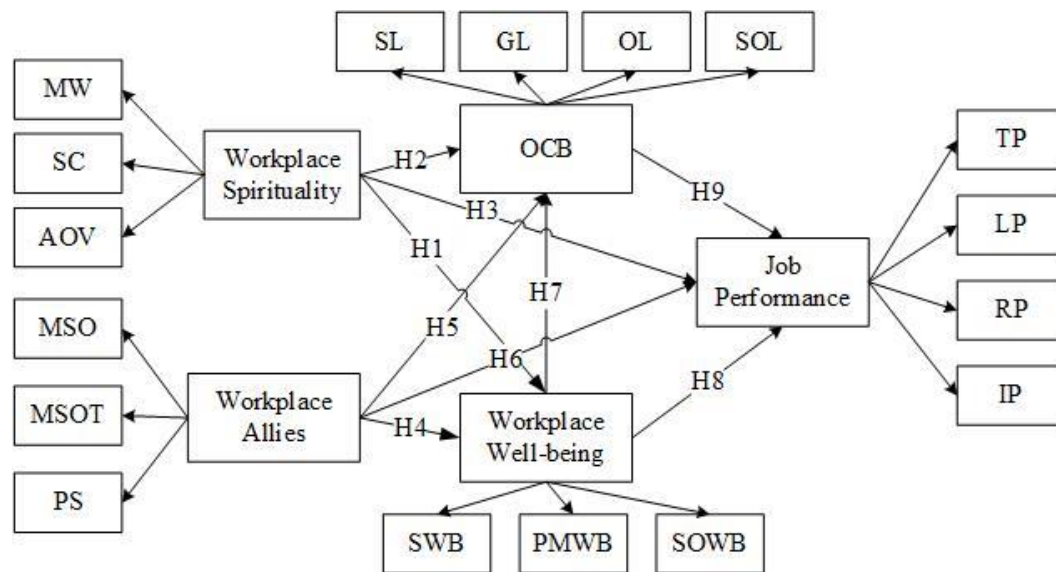 SL
GL
OL
SOL
MW
SC
AOV
Workplace
Spirituality
H2
OCB
H9
H3
H1
TP
LP
RP
IP
Job
Performance
H7
MSO
MSOT
PS
H5
H6
Workplace
Allies
H4
H8
Workplace
Well-being
SWB
PMWB
SOWB